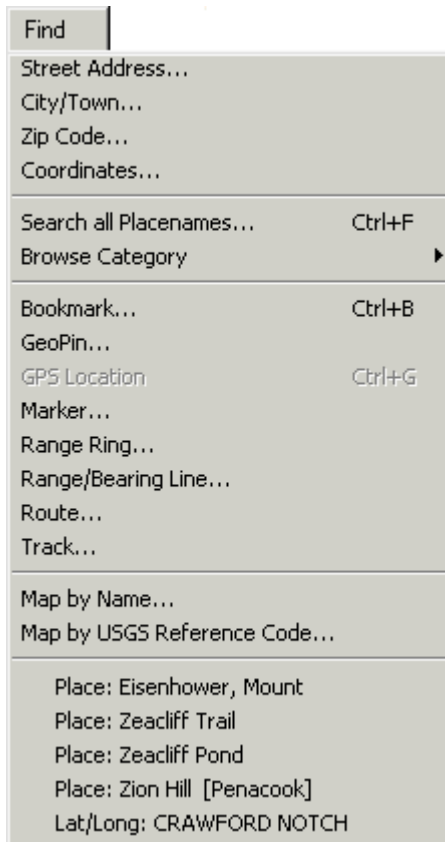 Find
Street Address...
City/Town...
Zip Code...
Coordinates...
Search all Placenames... Ctrl+F
Browse Category
Bookmark... Ctrl+B
GeoPin...
GPS Location Ctrl+G
Marker...
Range Ring...
Range/Bearing Line...
Route...
Track...
Map by Name...
Map by USGS Reference Code...
Place: Eisenhower, Mount
Place: Zeacliff Trail
Place: Zeacliff Pond
Place: Zion Hill [Penacook]
Lat/Long: CRAWFORD NOTCH